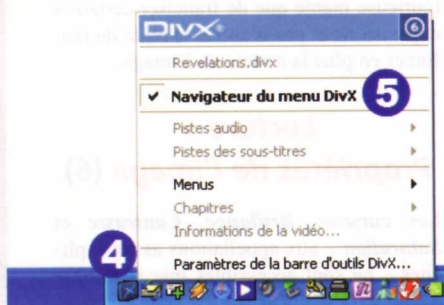 DIVX 6
Revelations.divx
Navigateur du menu DivX 5
Pistes audio
Pistes des sous-titres
Menus
Chapitres
Informations de la vidéo...
4
Paramètres de la barre d'outils DivX...